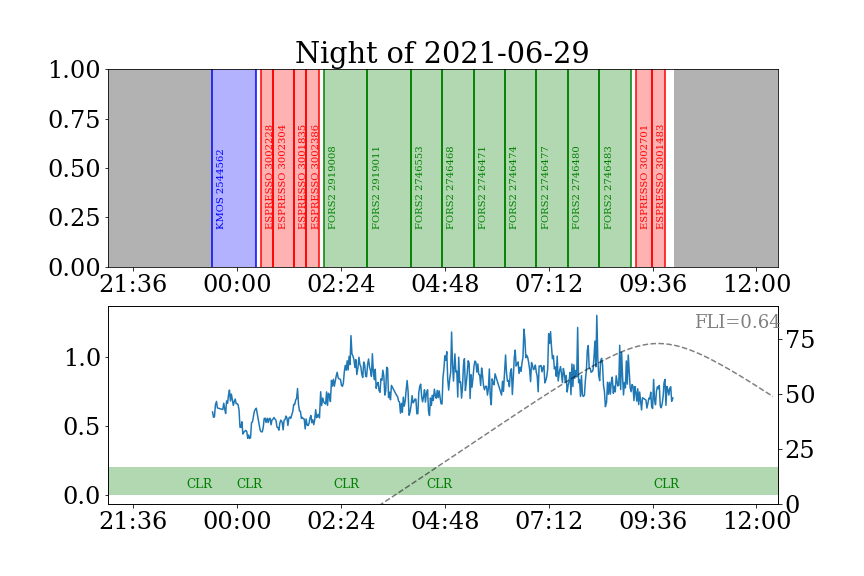 Night of 2021-06-29
1.00
0.75
0.50
0.25
0.00
KMOS 2544562
ESPRESSO 3002228
ESPRESSO 3002304
ESPRESSO 3001835
ESPRESSO 3002386
FORS2 2919008
FORS2 2919011
FORS2 2746553
FORS2 2746468
FORS2 2746471
FORS2 2746474
FORS2 2746477
FORS2 2746480
FORS2 2746483
ESPRESSO 3002701
ESPRESSO 3001483
21:36 00:00 02:24 04:48 07:12 09:36 12:00
FLI=0.64
1.0
0.5
0.0
75
50
25
0
CLR CLR CLR CLR CLR
21:36 00:00 02:24 04:48 07:12 09:36 12:00